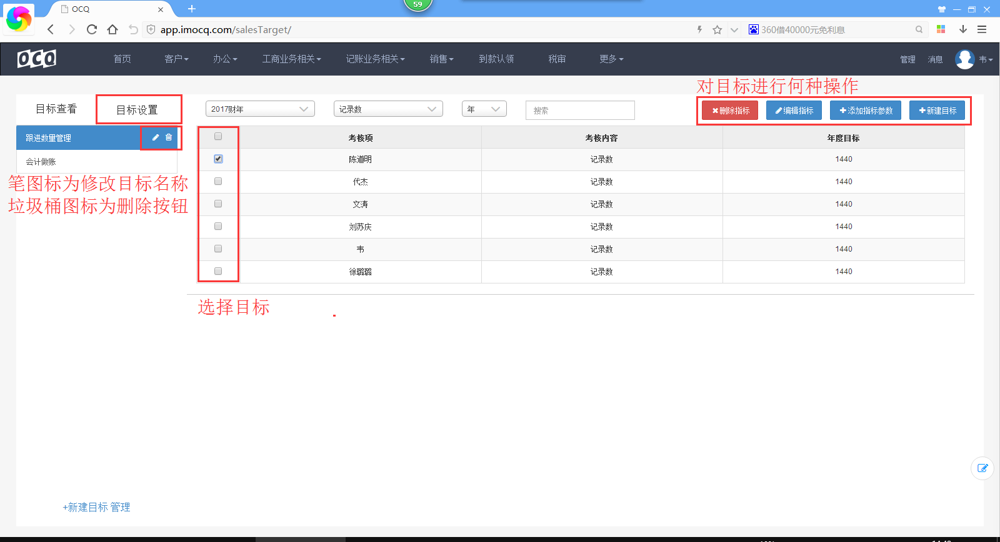 59
OCQ
app.imocq.com/salesTarget/
360借40000元免利息
OCQ
首页 客户 办公 工商业务相关 记账业务相关 销售 到款认领 税审 更多 管理 消息 韦
对目标进行何种操作
目标查看 目标设置 2017财年 记录数 年 搜索 删除指标 编辑指标 添加指标参数 新建目标
跟进数量管理
会计做账
笔图标为修改目标名称
垃圾桶图标为删除按钮
考核项 考核内容 年度目标
陈道明 记录数 1440
代杰 记录数 1440
文涛 记录数 1440
刘苏庆 记录数 1440
韦 记录数 1440
徐璐璐 记录数 1440
选择目标
+新建目标 管理